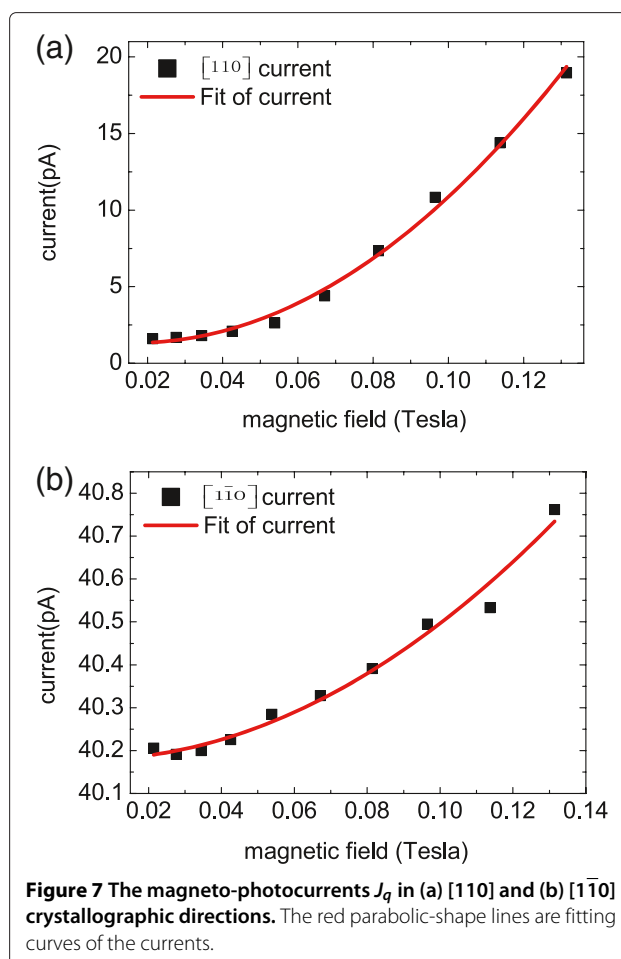 (a)
20
15
10
5
0
current(pA)
[110] current
Fit of current
0.02 0.04 0.06 0.08 0.10 0.12
magnetic field (Tesla)
(b)
40.8
40.7
40.6
40.5
40.4
40.3
40.2
40.1
current(pA)
[11̄0] current
Fit of current
0.00 0.02 0.04 0.06 0.08 0.10 0.12 0.14
magnetic field (Tesla)
Figure 7 The magneto-photocurrents Jq in (a) [110] and (b) [11̄0]
crystallographic directions. The red parabolic-shape lines are fitting
curves of the currents.